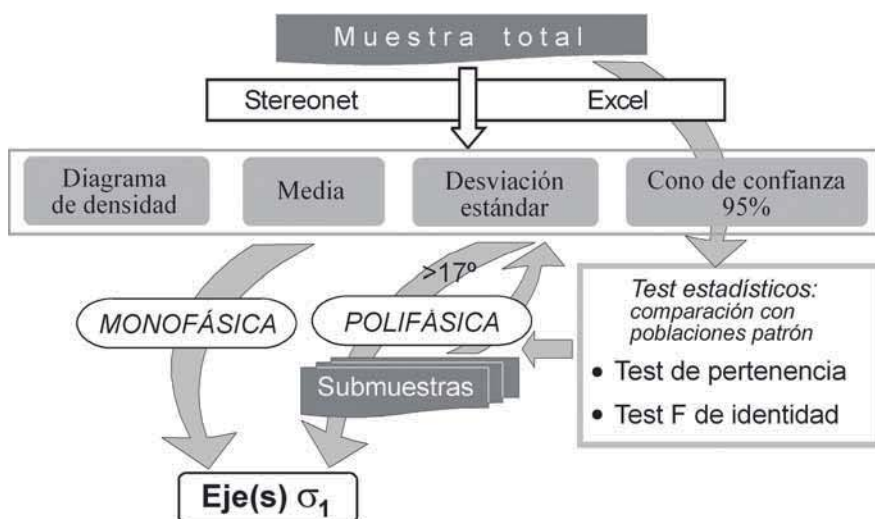 Muestra total
Stereonet
Excel
Diagrama
de densidad
Media
Desviación
estándar
Cono de confianza
95%
>17º
MONOFÁSICA
POLIFÀSICA
Submuestras
Test estadísticos:
comparación con
poblaciones patrón
• Test de pertenencia
• Test F de identidad
Eje(s) σ1